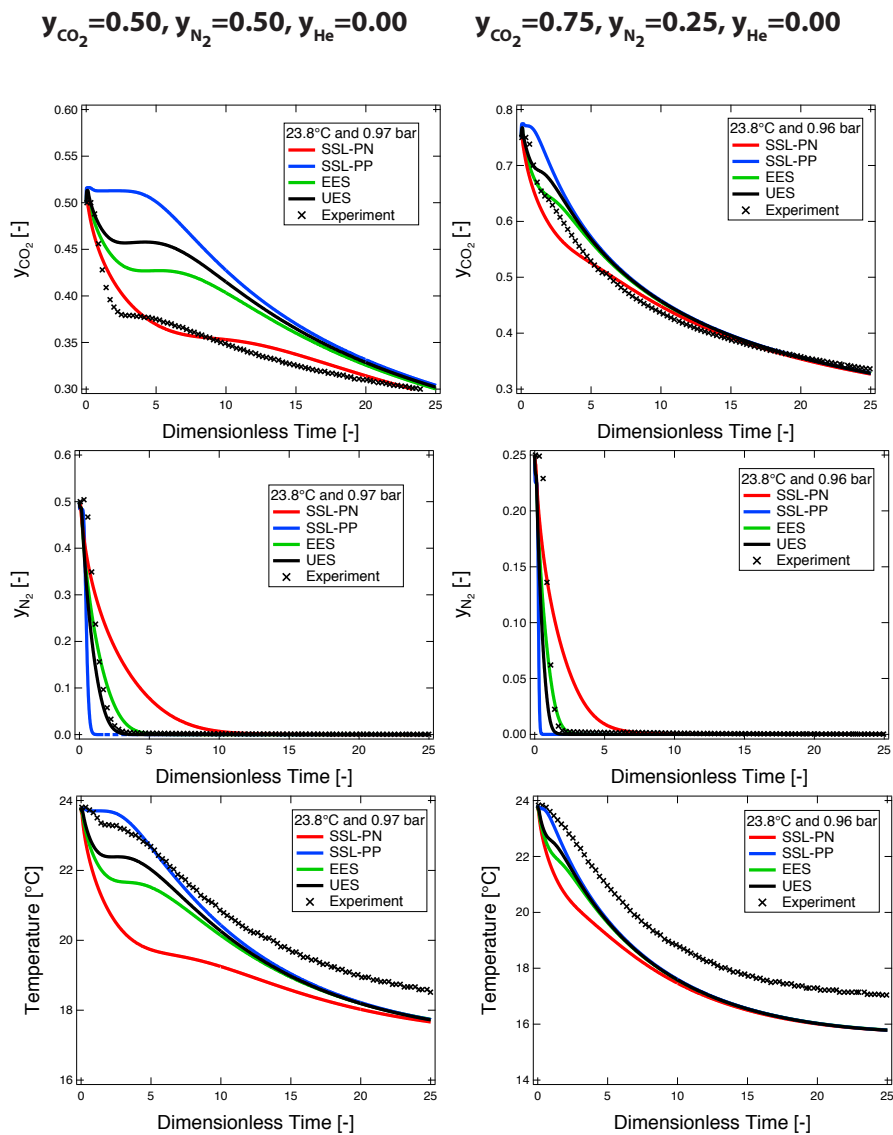 yCO2=0.50, yN2=0.50, yHe=0.00
yCO2=0.75, yN2=0.25, yHe=0.00
0.60
0.55
0.50
0.45
0.40
0.35
0.30
yCO2 [-]
0 5 10 15 20 25
Dimensionless Time [-]
23.8°C and 0.97 bar
SSL-PN
SSL-PP
EES
UES
Experiment
0.8
0.7
0.6
0.5
0.4
0.3
yCO2 [-]
0 5 10 15 20 25
Dimensionless Time [-]
23.8°C and 0.96 bar
SSL-PN
SSL-PP
EES
UES
Experiment
0.6
0.5
0.4
0.3
0.2
0.1
0.0
yN2 [-]
0 5 10 15 20 25
Dimensionless Time [-]
23.8°C and 0.97 bar
SSL-PN
SSL-PP
EES
UES
Experiment
0.25
0.20
0.15
0.10
0.05
0.00
yN2 [-]
0 5 10 15 20 25
Dimensionless Time [-]
23.8°C and 0.96 bar
SSL-PN
SSL-PP
EES
UES
Experiment
24
22
20
18
16
Temperature [°C]
0 5 10 15 20 25
Dimensionless Time [-]
23.8°C and 0.97 bar
SSL-PN
SSL-PP
EES
UES
Experiment
24
22
20
18
16
14
Temperature [°C]
0 5 10 15 20 25
Dimensionless Time [-]
23.8°C and 0.96 bar
SSL-PN
SSL-PP
EES
UES
Experiment